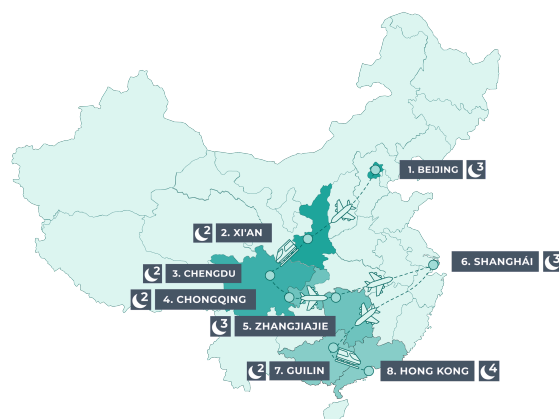 1. BEIJING 3
2 2. XI'AN
2 3. CHENGDU
2 4. CHONGQING
3 5. ZHANGJIAJIE
6. SHANGHÁI 3
2 7. GUILIN
8. HONG KONG 4